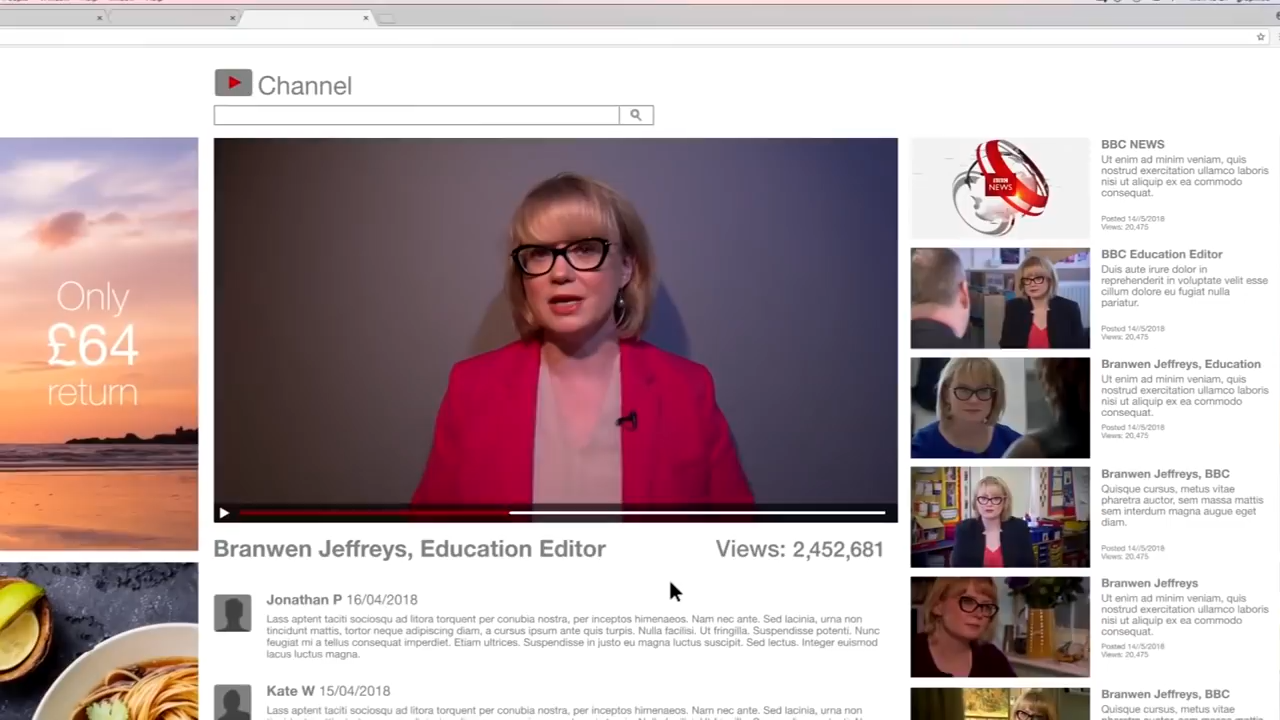 Channel
Only
£64
return
Branwen Jeffreys, Education Editor
Views: 2,452,681
Jonathan P 16/04/2018
Lass aptent taciti sociosqu ad litora torquent per conubia nostra, per inceptos himenaeos. Nam nec ante. Sed lacinia, urna non
tincidunt mattis, tortor neque adipiscing diam, a cursus ipsum ante quis turpis. Nulla facilisi. Ut fringilla. Suspendisse potenti. Nunc
feugiat mi a tellus consequat imperdiet. Etiam ultrices. Suspendisse in justo eu magna luctus suscipit. Sed lectus. Integer euismod
lacus luctus magna.
Kate W 15/04/2018
BBC
NEWS
BBC NEWS
Ut enim ad minim veniam, quis
nostrud exercitation ullamco laboris
nisi ut aliquip ex ea commodo
consequat.
Posted 14//5/2018
Views: 20,475
BBC Education Editor
Duis aute irure dolor in
reprehenderit in voluptate velit esse
cillum dolore eu fugiat nulla
pariatur.
Posted 14//5/2018
Views: 20,475
Branwen Jeffreys, Education
Ut enim ad minim veniam, quis
nostrud exercitation ullamco laboris
nisi ut aliquip ex ea commodo
consequat.
Posted 14//5/2018
Views: 20,475
Branwen Jeffreys, BBC
Quisque cursus, metus vitae
pharetra auctor, sem massa mattis
sem interdum magna augue eget
diam.
Posted 14//5/2018
Views: 20,475
Branwen Jeffreys
Ut enim ad minim veniam, quis
nostrud exercitation ullamco laboris
nisi ut aliquip ex ea commodo
consequat.
Posted 14//5/2018
Views: 20,475
Branwen Jeffreys, BBC
Quisque cursus, metus vitae